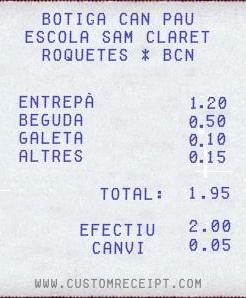 BOTIGA CAN PAU
ESCOLA SAM CLARET
ROQUETES * BCN
ENTREPÀ 1.20
BEGUDA 0.50
GALETA 0.10
ALTRES 0.15
TOTAL: 1.95
EFECTIU 2.00
CANVI 0.05
WWW.CUSTOMRECEIPT.COM